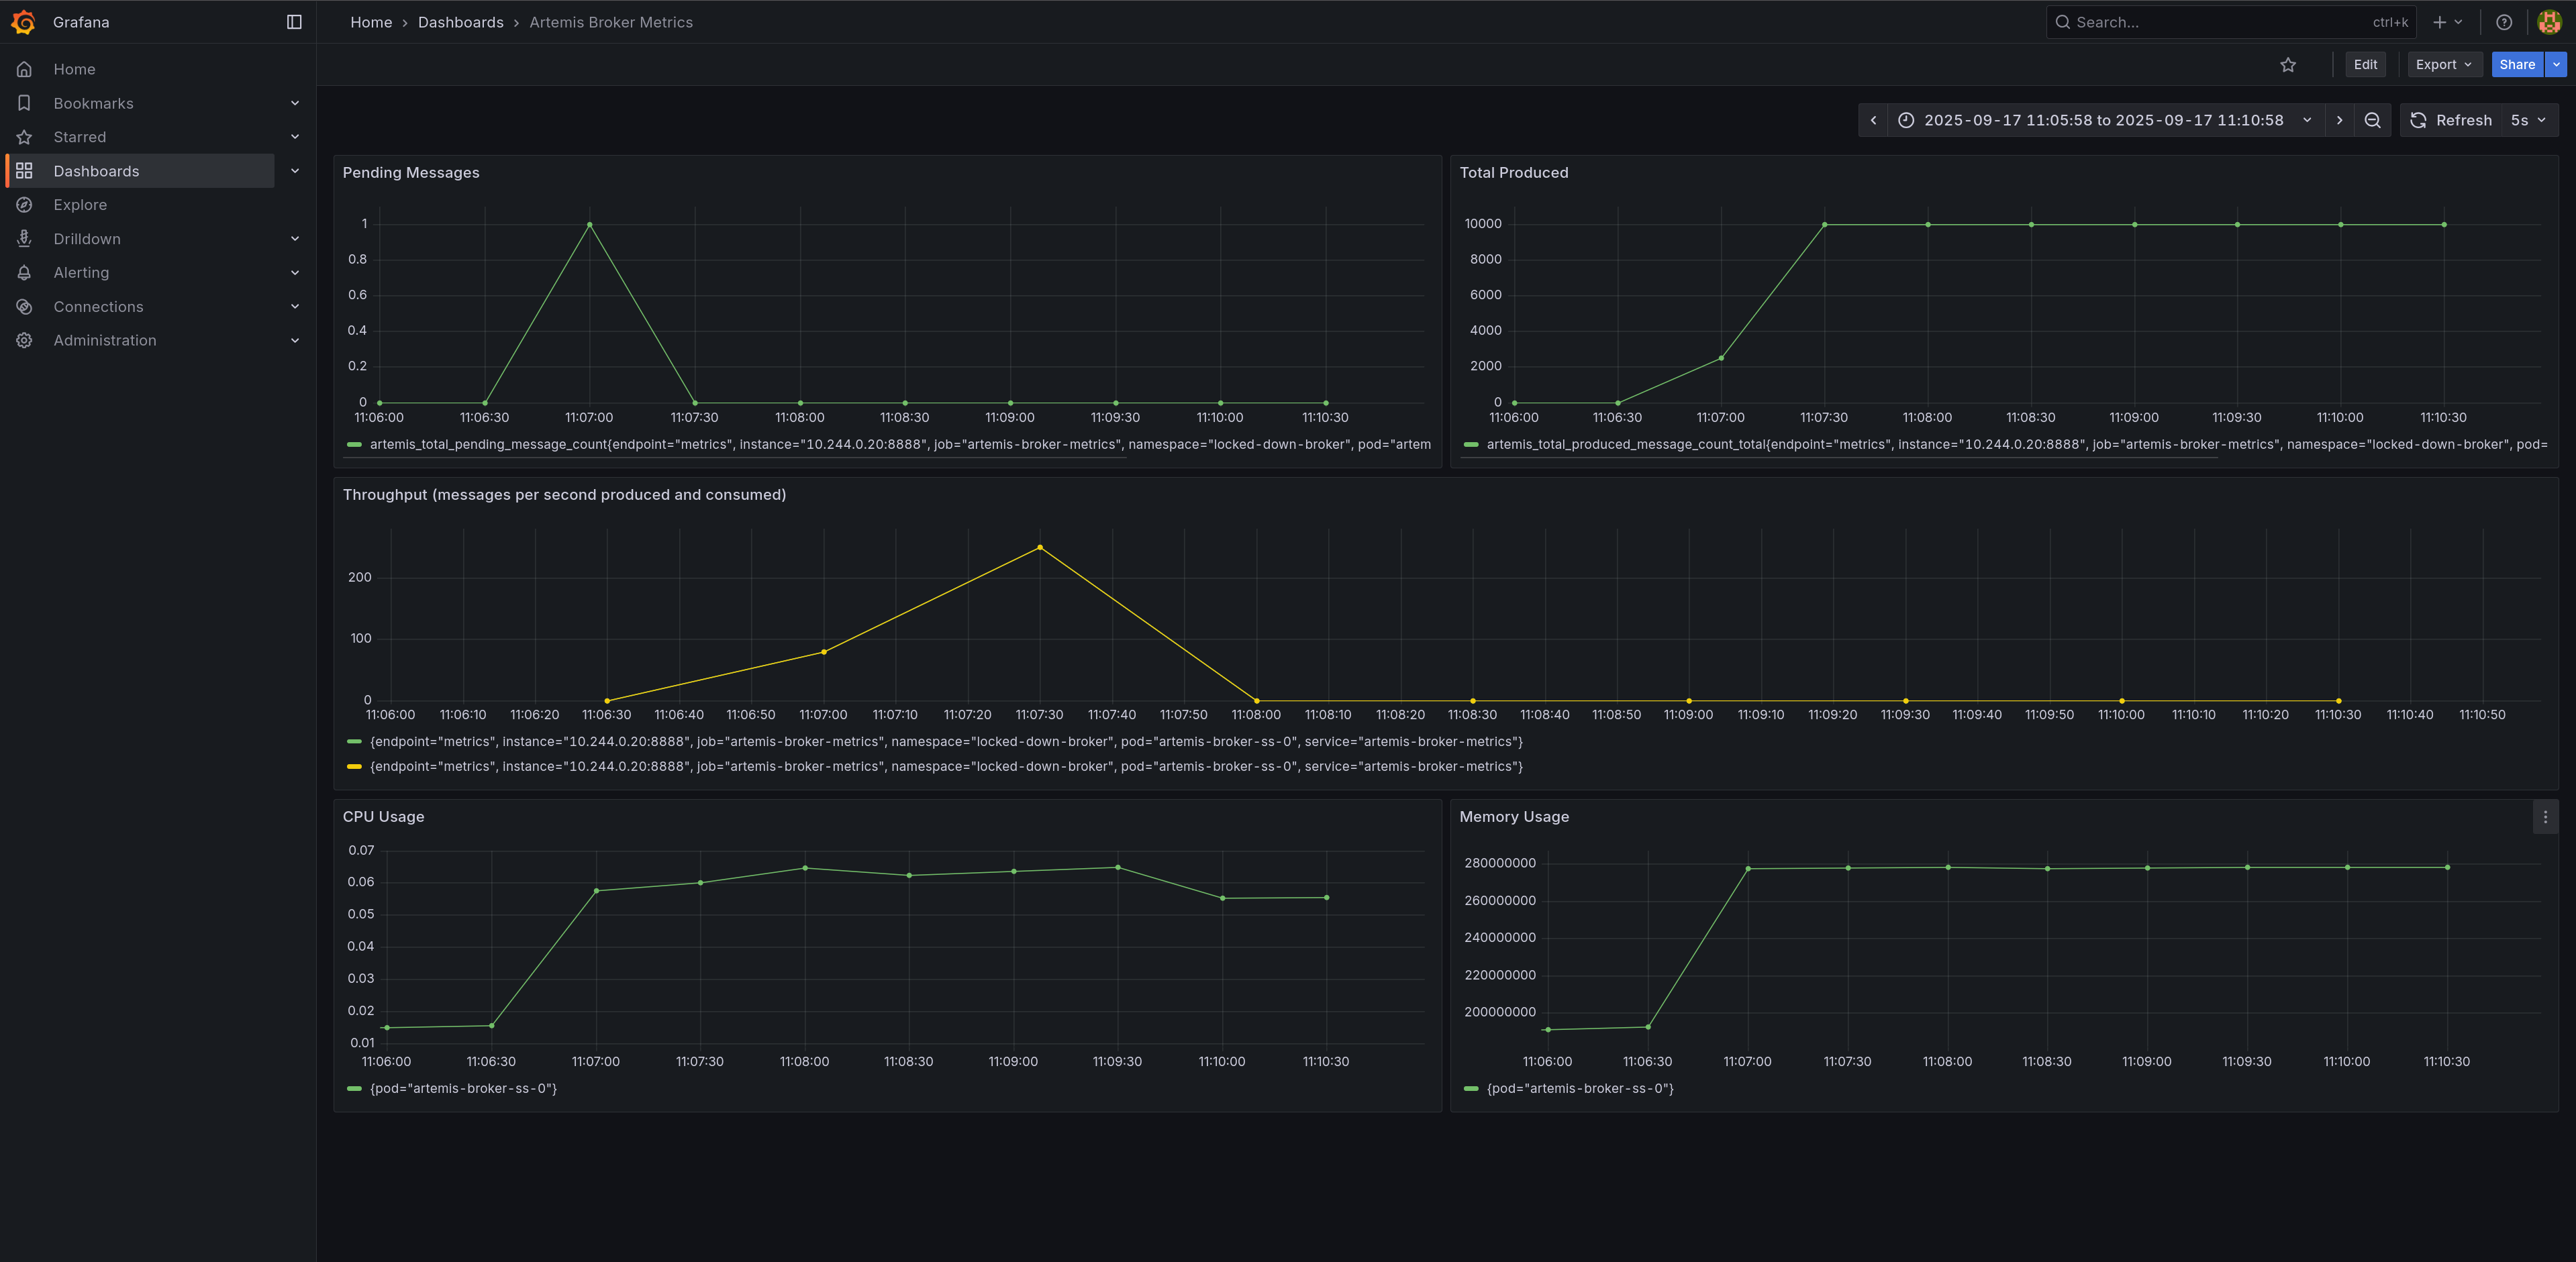 Grafana
Home › Dashboards › Artemis Broker Metrics
Search... ctrl+k
Home
Bookmarks
Starred
Dashboards
Explore
Drilldown
Alerting
Connections
Administration
Edit Export Share
2025-09-17 11:05:58 to 2025-09-17 11:10:58 Refresh 5s
Pending Messages
1
0.8
0.6
0.4
0.2
0
11:06:00 11:06:30 11:07:00 11:07:30 11:08:00 11:08:30 11:09:00 11:09:30 11:10:00 11:10:30
artemis_total_pending_message_count{endpoint="metrics", instance="10.244.0.20:8888", job="artemis-broker-metrics", namespace="locked-down-broker", pod="artem
Total Produced
10000
8000
6000
4000
2000
0
11:06:00 11:06:30 11:07:00 11:07:30 11:08:00 11:08:30 11:09:00 11:09:30 11:10:00 11:10:30
artemis_total_produced_message_count_total{endpoint="metrics", instance="10.244.0.20:8888", job="artemis-broker-metrics", namespace="locked-down-broker", pod=
Throughput (messages per second produced and consumed)
200
100
0
11:06:00 11:06:10 11:06:20 11:06:30 11:06:40 11:06:50 11:07:00 11:07:10 11:07:20 11:07:30 11:07:40 11:07:50 11:08:00 11:08:10 11:08:20 11:08:30 11:08:40 11:08:50 11:09:00 11:09:10 11:09:20 11:09:30 11:09:40 11:09:50 11:10:00 11:10:10 11:10:20 11:10:30 11:10:40 11:10:50
{endpoint="metrics", instance="10.244.0.20:8888", job="artemis-broker-metrics", namespace="locked-down-broker", pod="artemis-broker-ss-0", service="artemis-broker-metrics"}
{endpoint="metrics", instance="10.244.0.20:8888", job="artemis-broker-metrics", namespace="locked-down-broker", pod="artemis-broker-ss-0", service="artemis-broker-metrics"}
CPU Usage
0.07
0.06
0.05
0.04
0.03
0.02
0.01
11:06:00 11:06:30 11:07:00 11:07:30 11:08:00 11:08:30 11:09:00 11:09:30 11:10:00 11:10:30
{pod="artemis-broker-ss-0"}
Memory Usage
280000000
260000000
240000000
220000000
200000000
11:06:00 11:06:30 11:07:00 11:07:30 11:08:00 11:08:30 11:09:00 11:09:30 11:10:00 11:10:30
{pod="artemis-broker-ss-0"}